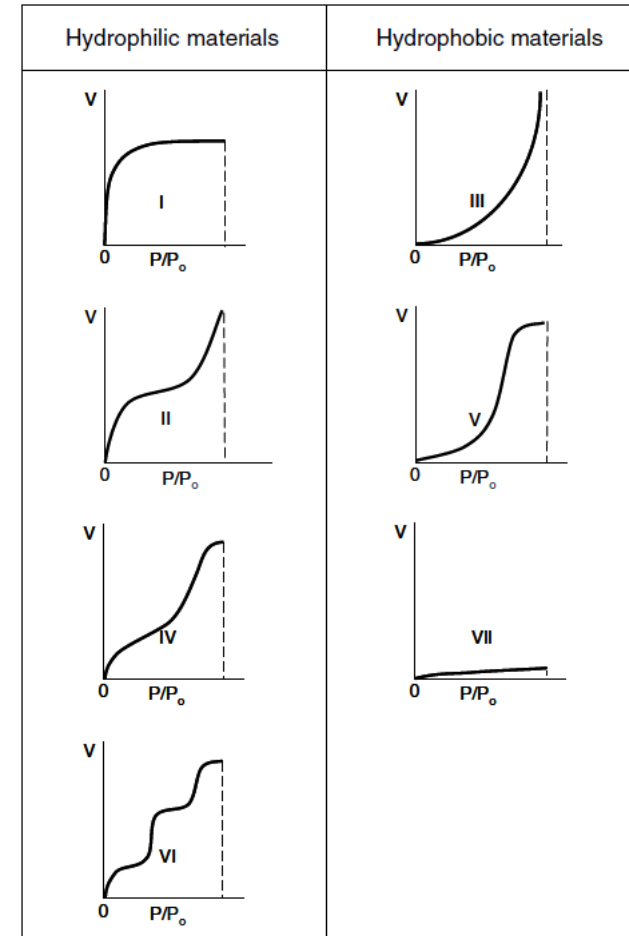 Hydrophilic materials
Hydrophobic materials
V
I
0
P/Po
V
III
0
P/Po
V
II
0
P/Po
V
V
0
P/Po
V
IV
0
P/Po
V
VII
0
P/Po
V
VI
0
P/Po